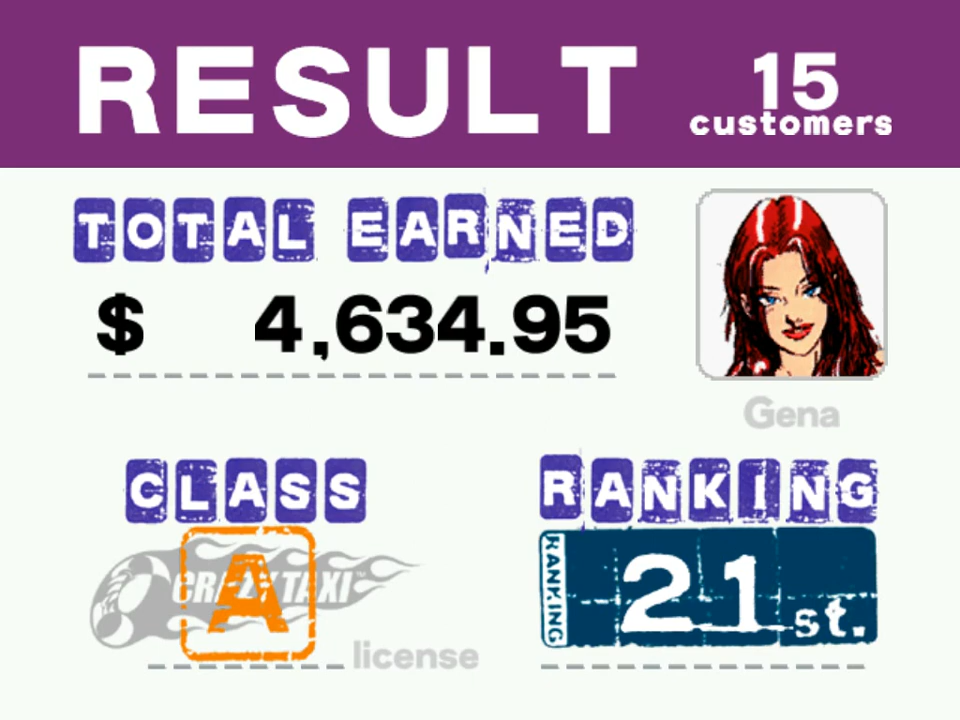 RESULT
15
customers
TOTAL EARNED
$ 4,634.95
Gena
CLASS
RANKING
CRAZY TAXI
A
license
RANKING
21st.